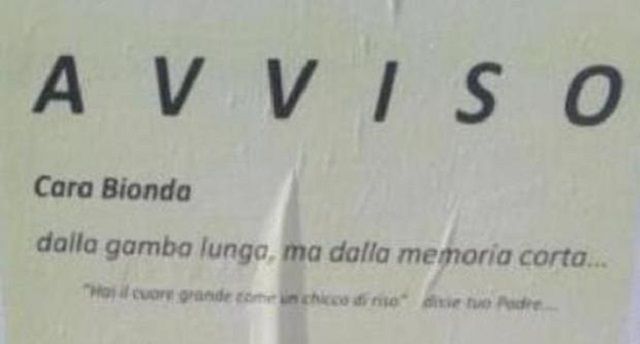 AVVISO
Cara Bionda
dalla gamba lunga, ma dalla memoria corta...
"Hai il cuore grande come un chicco di riso" disse tuo Padre....